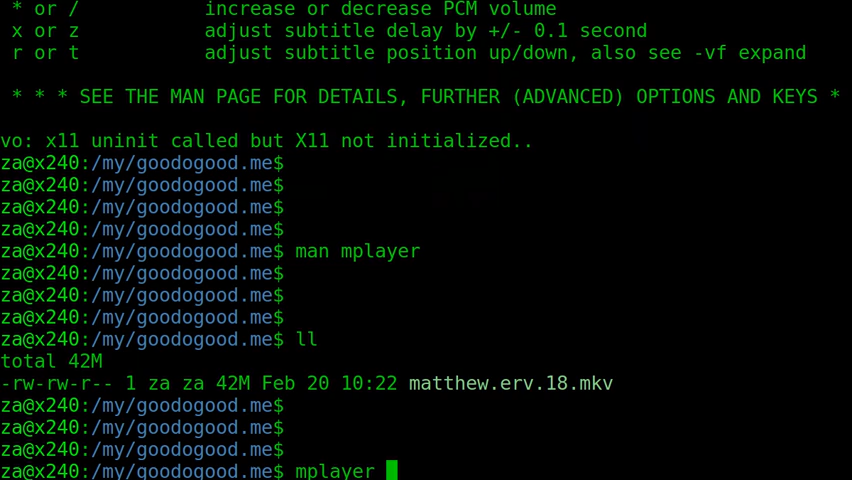 * or /        increase or decrease PCM volume
x or z        adjust subtitle delay by +/- 0.1 second
r or t        adjust subtitle position up/down, also see -vf expand
* * * SEE THE MAN PAGE FOR DETAILS, FURTHER (ADVANCED) OPTIONS AND KEYS *
vo: x11 uninit called but X11 not initialized..
za@x240:/my/goodogood.me$
za@x240:/my/goodogood.me$
za@x240:/my/goodogood.me$
za@x240:/my/goodogood.me$
za@x240:/my/goodogood.me$ man mplayer
za@x240:/my/goodogood.me$
za@x240:/my/goodogood.me$
za@x240:/my/goodogood.me$
za@x240:/my/goodogood.me$ ll
total 42M
-rw-rw-r-- 1 za za 42M Feb 20 10:22 matthew.erv.18.mkv
za@x240:/my/goodogood.me$
za@x240:/my/goodogood.me$
za@x240:/my/goodogood.me$
za@x240:/my/goodogood.me$ mplayer